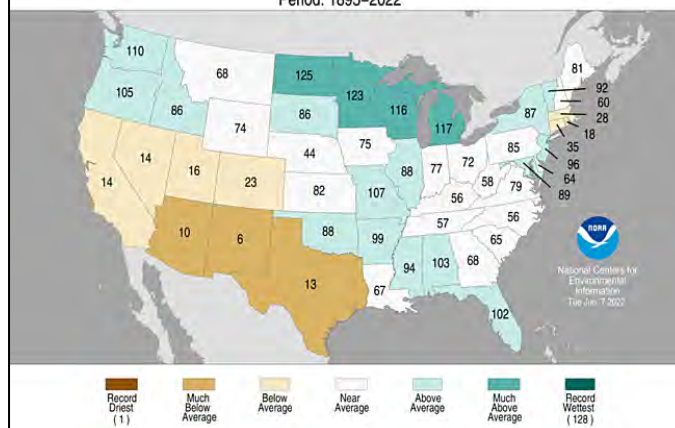 Period: 1895–2022
110
68
125
81
92
105
86
123
116
60
86
87
28
74
117
18
75
85
35
44
72
96
14
16
88
77
64
14
23
82
58
79
89
107
56
57
56
10
6
88
99
65
68
13
94
103
67
102
NOAA
National Centers for
Environmental
Information
Tue Jun 7 2022
Record
Driest
(1)
Much
Below
Average
Below
Average
Near
Average
Above
Average
Much
Above
Average
Record
Wettest
(128)